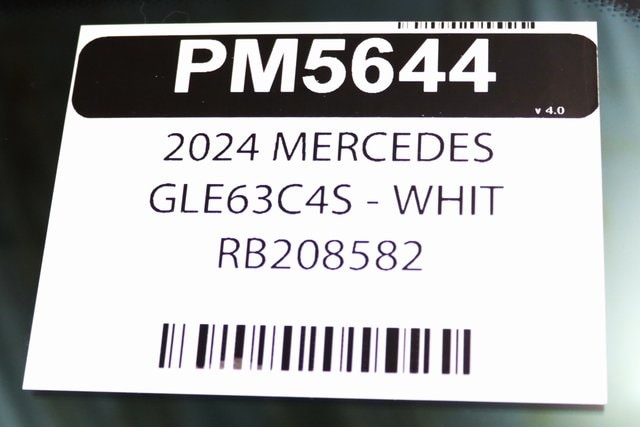 PM5644
v 4.0
2024 MERCEDES
GLE63C4S - WHIT
RB208582